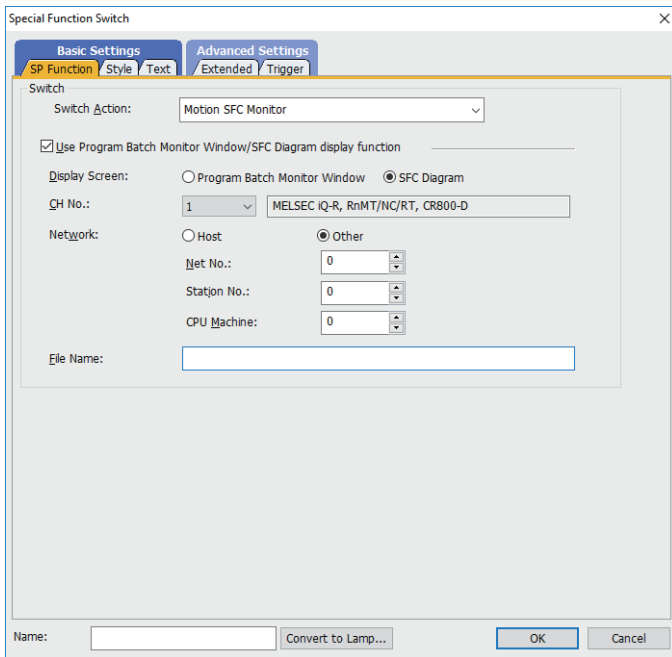 Special Function Switch
Basic Settings Advanced Settings
SP Function Style Text Extended Trigger
Switch
Switch Action: Motion SFC Monitor
Use Program Batch Monitor Window/SFC Diagram display function
Display Screen: Program Batch Monitor Window SFC Diagram
CH No.: 1 MELSEC iQ-R, RnMT/NC/RT, CR800-D
Network: Host Other
Net No.: 0
Station No.: 0
CPU Machine: 0
File Name:
Name: Convert to Lamp... OK Cancel